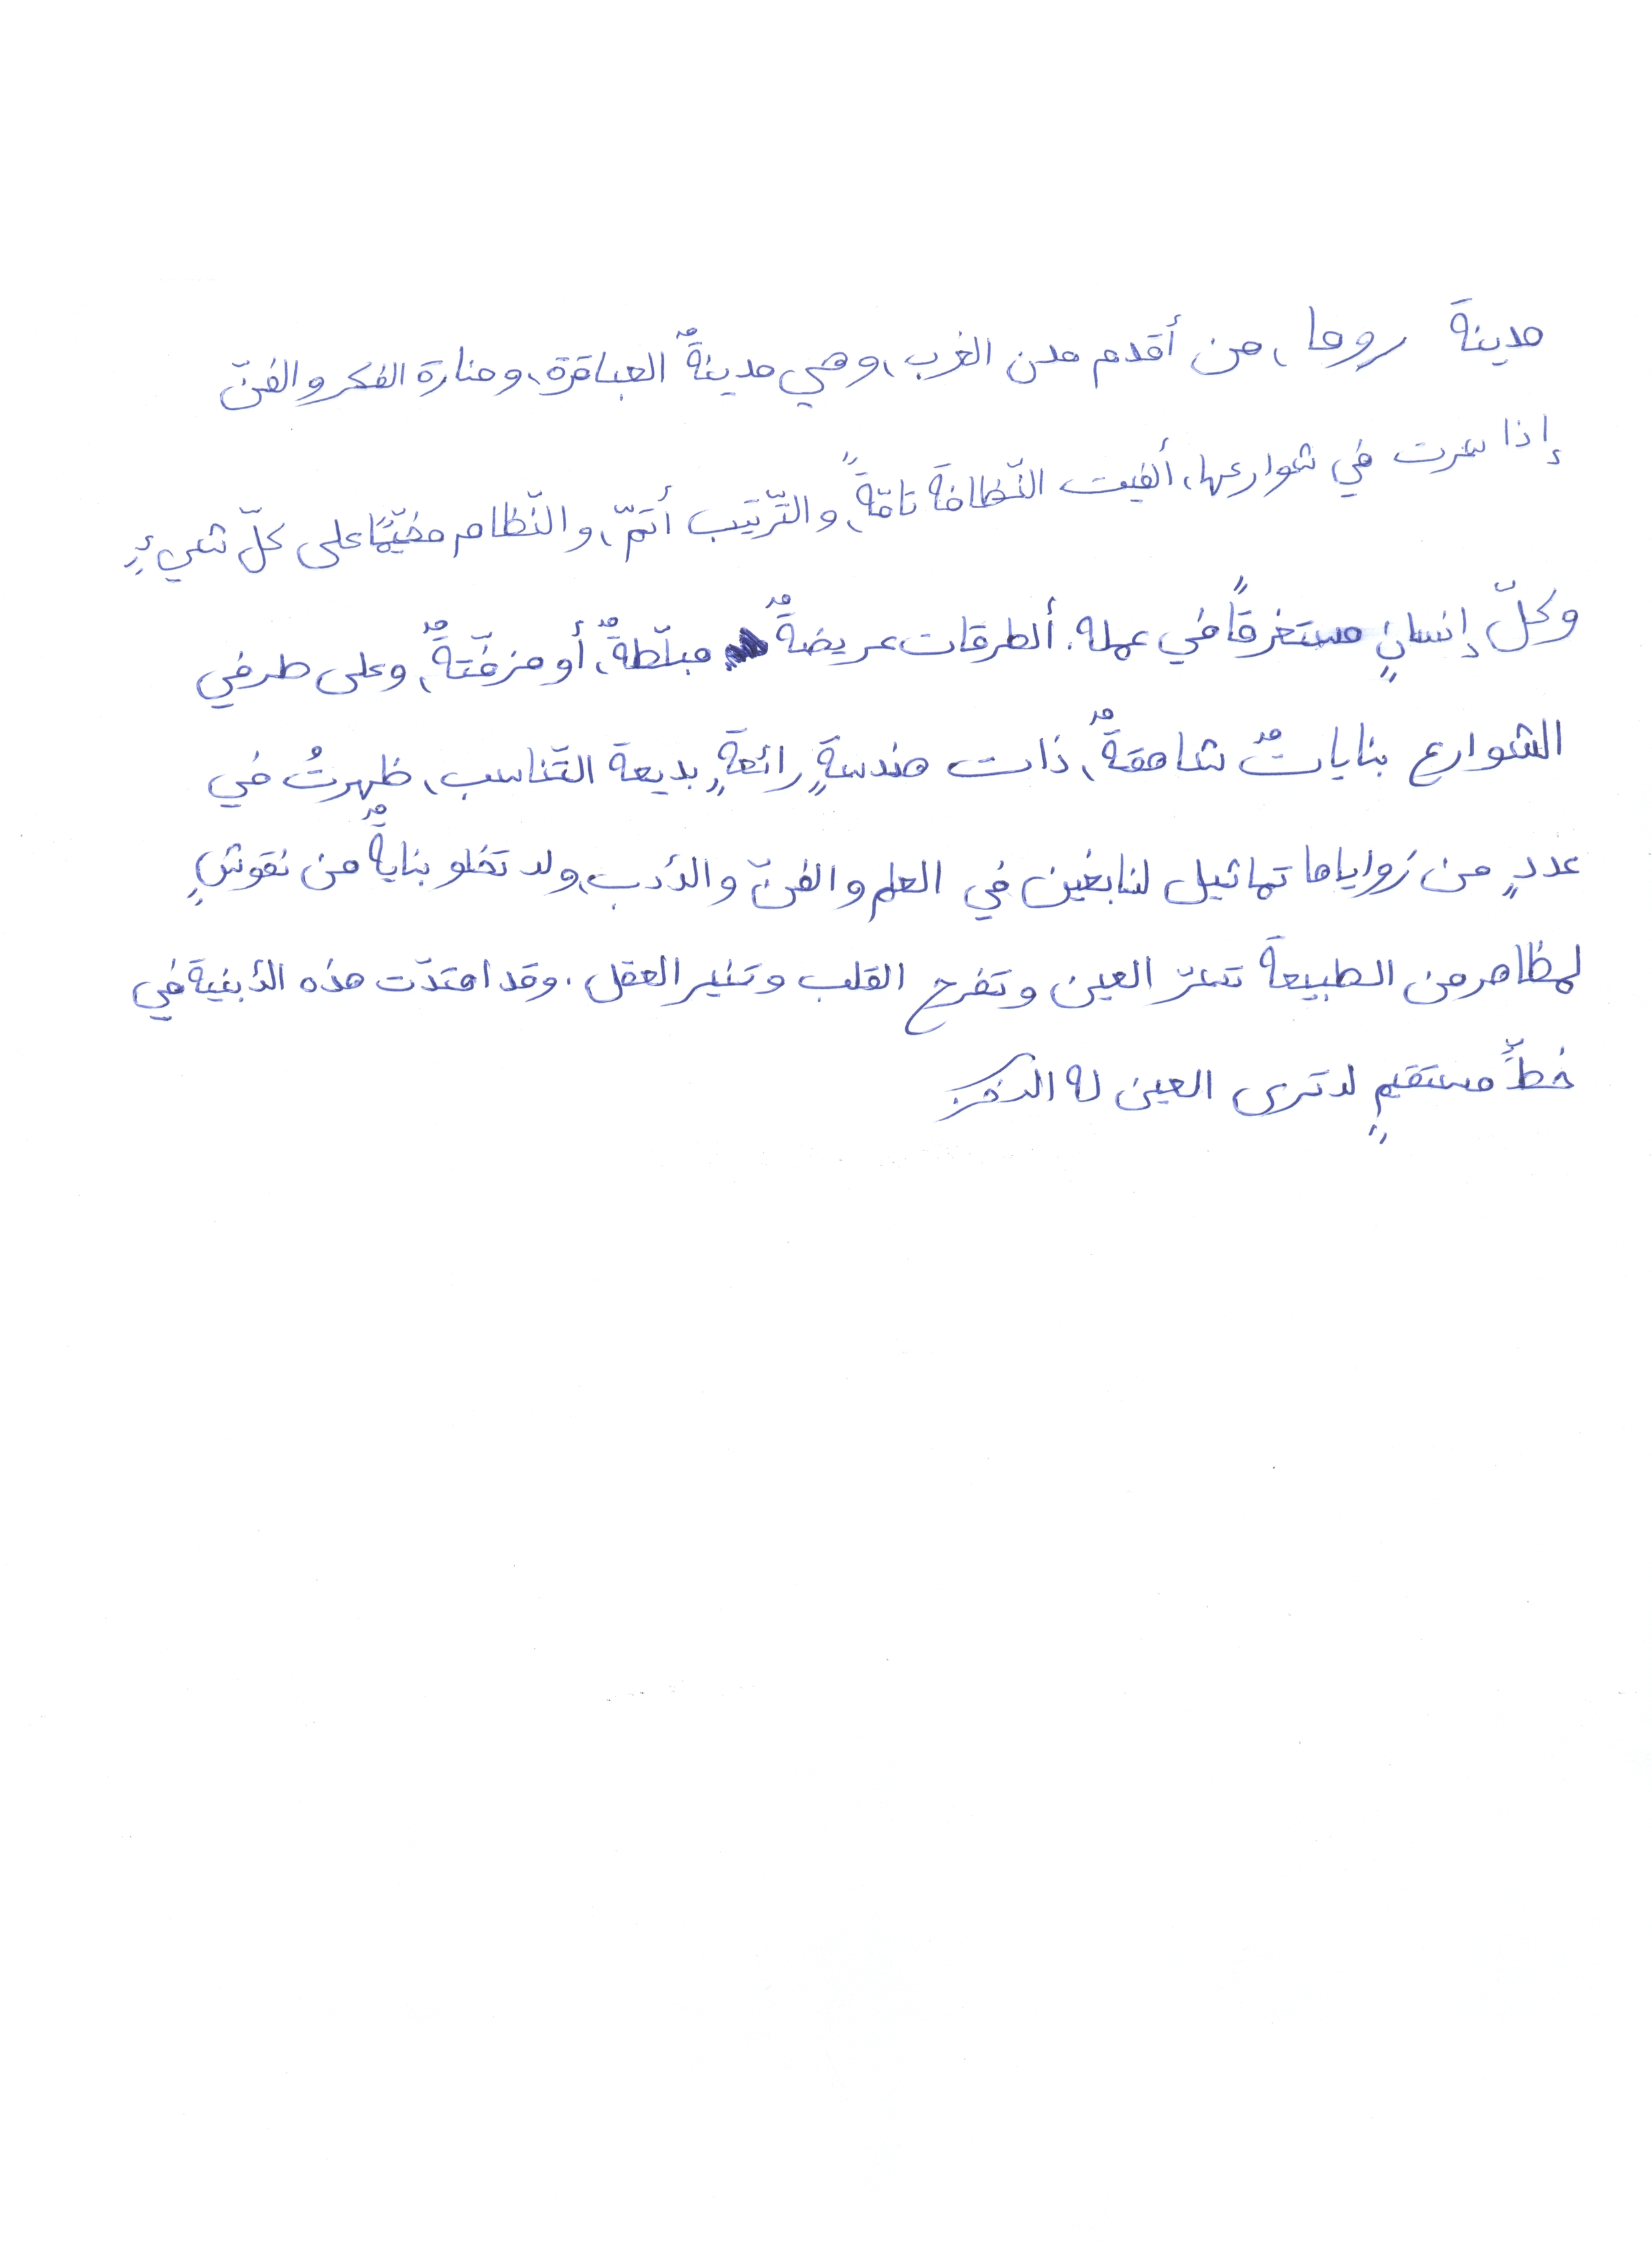 مدينة روما، من أقدم مدن الغرب، وهي مدينةٌ العباقرة، ومنارة الفكر والفنّ
إذا سرت في شوارعها، ألفيت النّظافة تامّةً، والتّرتيب أتمّ، والنّظام مخيّمًا على كلّ شيءٍ
وكلّ إنسانٍ مستغرقًا في عمله. ألطرقات عريضةٌ مبلّطةٌ، أو مزفّتةٌ، وعلى طرفي
الشوارع بناياتٌ شاهقةٌ، ذات هندسةٍ رائعةٍ بديعة التّناسب، ظهرتُ في
عددٍ من زواياها تماثيل لنابغين في العلم والفنّ والأدب، ولا تخلو بنايةٌ من نقوشٍ
لمظاهر من الطبيعة تسرّ العين وتفرح القلب وتنير العقل. وقد امتدّت هذه الأبنية في
خطٍّ مستقيمٍ لا ترى العين له